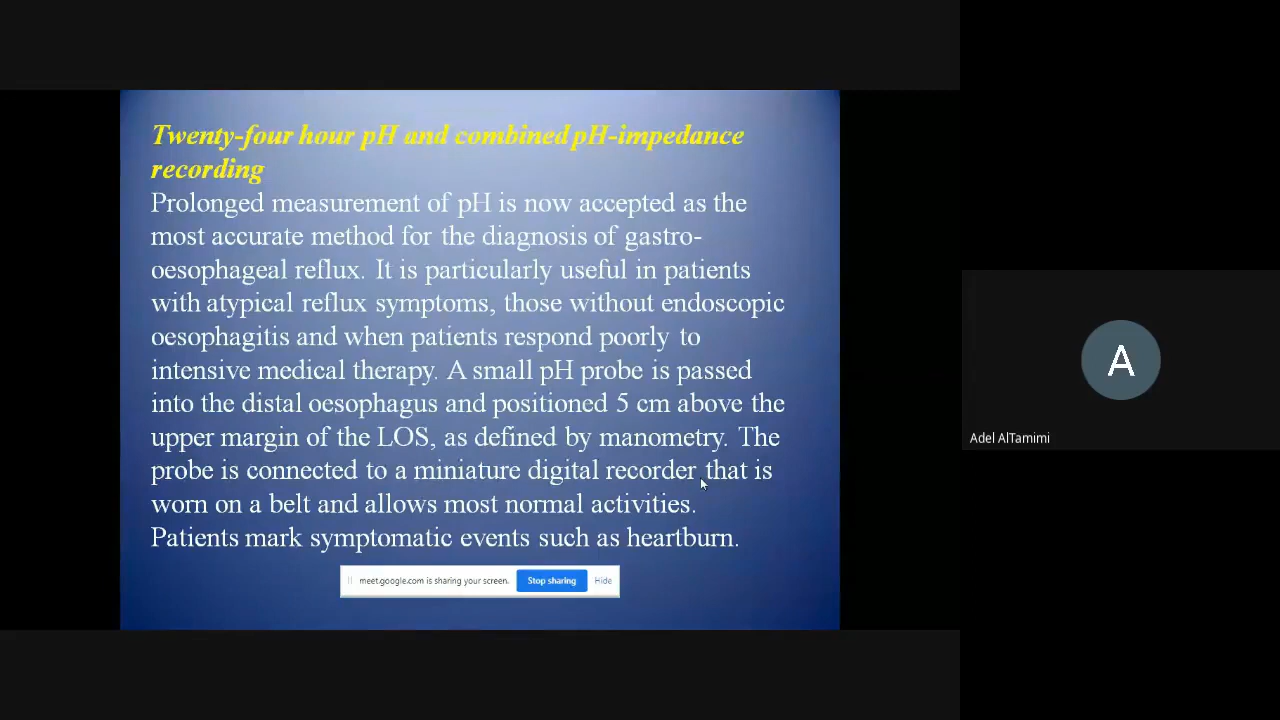 Twenty-four hour pH and combined pH-impedance
recording
Prolonged measurement of pH is now accepted as the
most accurate method for the diagnosis of gastro-
oesophageal reflux. It is particularly useful in patients
with atypical reflux symptoms, those without endoscopic
oesophagitis and when patients respond poorly to
intensive medical therapy. A small pH probe is passed
into the distal oesophagus and positioned 5 cm above the
upper margin of the LOS, as defined by manometry. The
probe is connected to a miniature digital recorder that is
worn on a belt and allows most normal activities.
Patients mark symptomatic events such as heartburn.
meet.google.com is sharing your screen. Stop sharing Hide
A
Adel AlTamimi